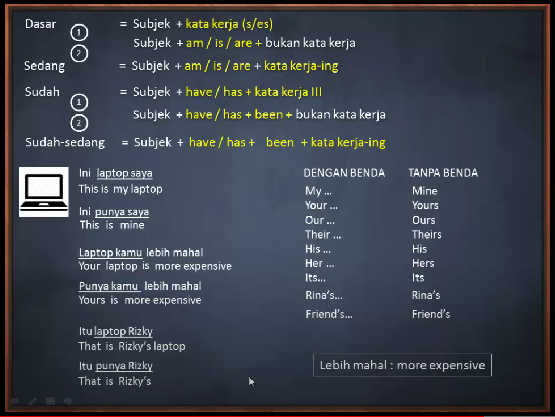 Dasar ① = Subjek + kata kerja (s/es)
② Subjek + am / is / are + bukan kata kerja
Sedang = Subjek + am / is / are + kata kerja-ing
Sudah ① = Subjek + have / has + kata kerja III
② Subjek + have / has + been + bukan kata kerja
Sudah-sedang = Subjek + have / has + been + kata kerja-ing
Ini laptop saya
This is my laptop
Ini punya saya
This is mine
Laptop kamu lebih mahal
Your laptop is more expensive
Punya kamu lebih mahal
Yours is more expensive
Itu laptop Rizky
That is Rizky's laptop
Itu punya Rizky
That is Rizky's
DENGAN BENDA TANPA BENDA
My ... Mine
Your ... Yours
Our ... Ours
Their ... Theirs
His ... His
Her ... Hers
Its... Its
Rina's... Rina's
Friend's... Friend's
Lebih mahal : more expensive